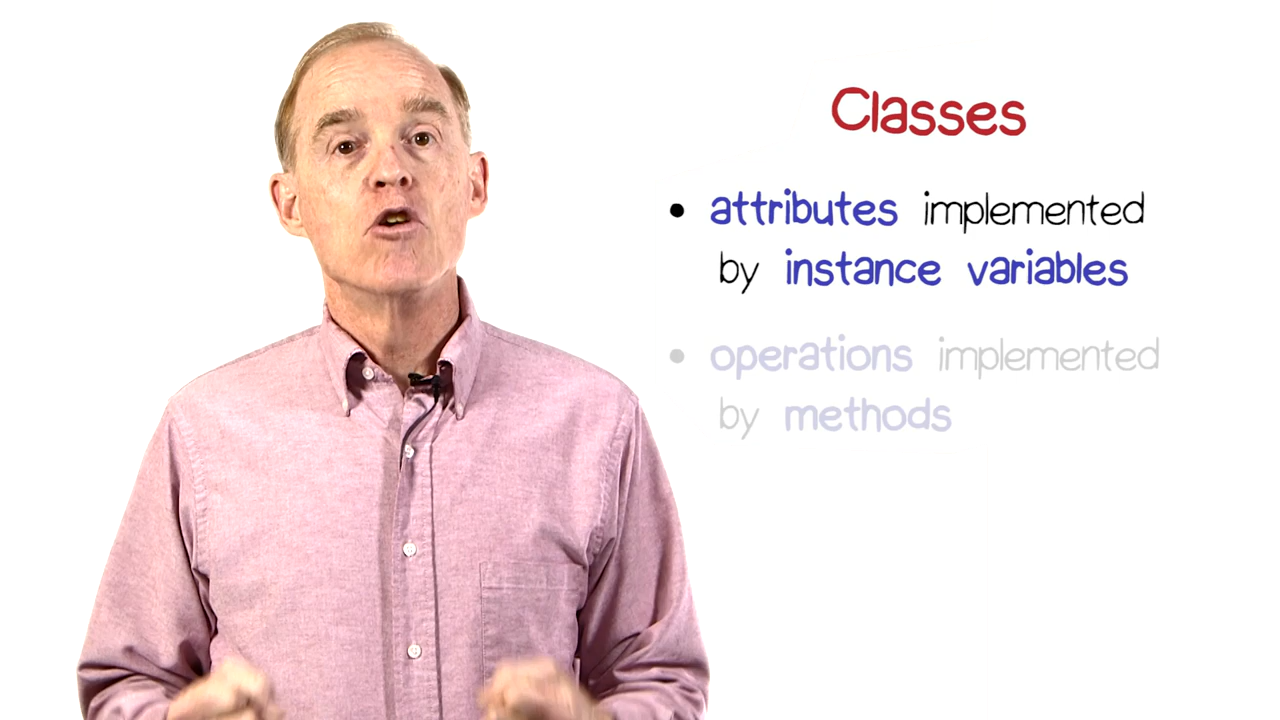 Classes
• attributes implemented
by instance variables
• operations implemented
by methods